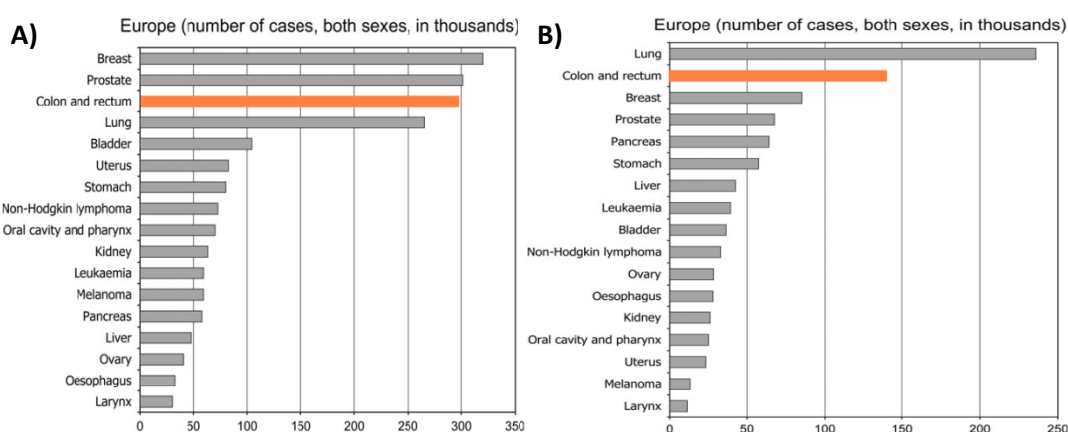 A)
Europe (number of cases, both sexes, in thousands)
Breast
Prostate
Colon and rectum
Lung
Bladder
Uterus
Stomach
Non-Hodgkin lymphoma
Oral cavity and pharynx
Kidney
Leukaemia
Melanoma
Pancreas
Liver
Ovary
Oesophagus
Larynx
0 50 100 150 200 250 300 350
B)
Europe (number of cases, both sexes, in thousands)
Lung
Colon and rectum
Breast
Prostate
Pancreas
Stomach
Liver
Leukaemia
Bladder
Non-Hodgkin lymphoma
Ovary
Oesophagus
Kidney
Oral cavity and pharynx
Uterus
Melanoma
Larynx
0 50 100 150 200 250